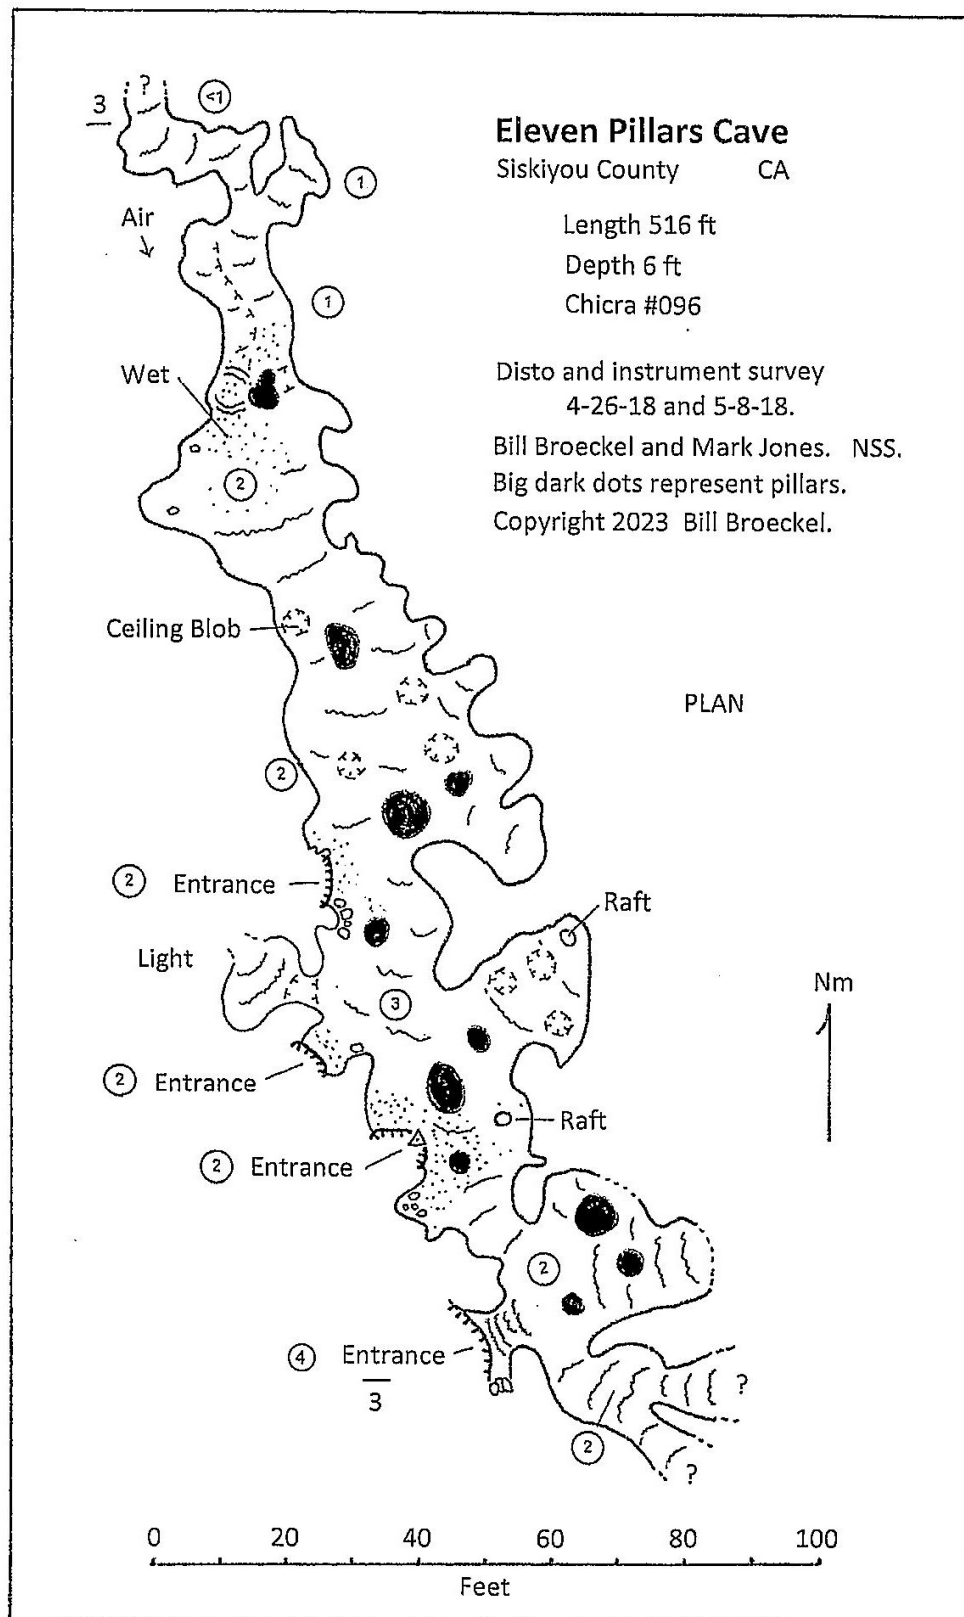 ?
<1
3
Eleven Pillars Cave
Siskiyou County CA
1
Air
Length 516 ft
Depth 6 ft
Chicra #096
1
Wet
Disto and instrument survey
4-26-18 and 5-8-18.
Bill Broeckel and Mark Jones. NSS.
Big dark dots represent pillars.
Copyright 2023 Bill Broeckel.
2
Ceiling Blob
PLAN
2
2 Entrance
Raft
Light
Nm
3
2 Entrance
Raft
2 Entrance
2
4 Entrance
3
?
2
?
0 20 40 60 80 100
Feet